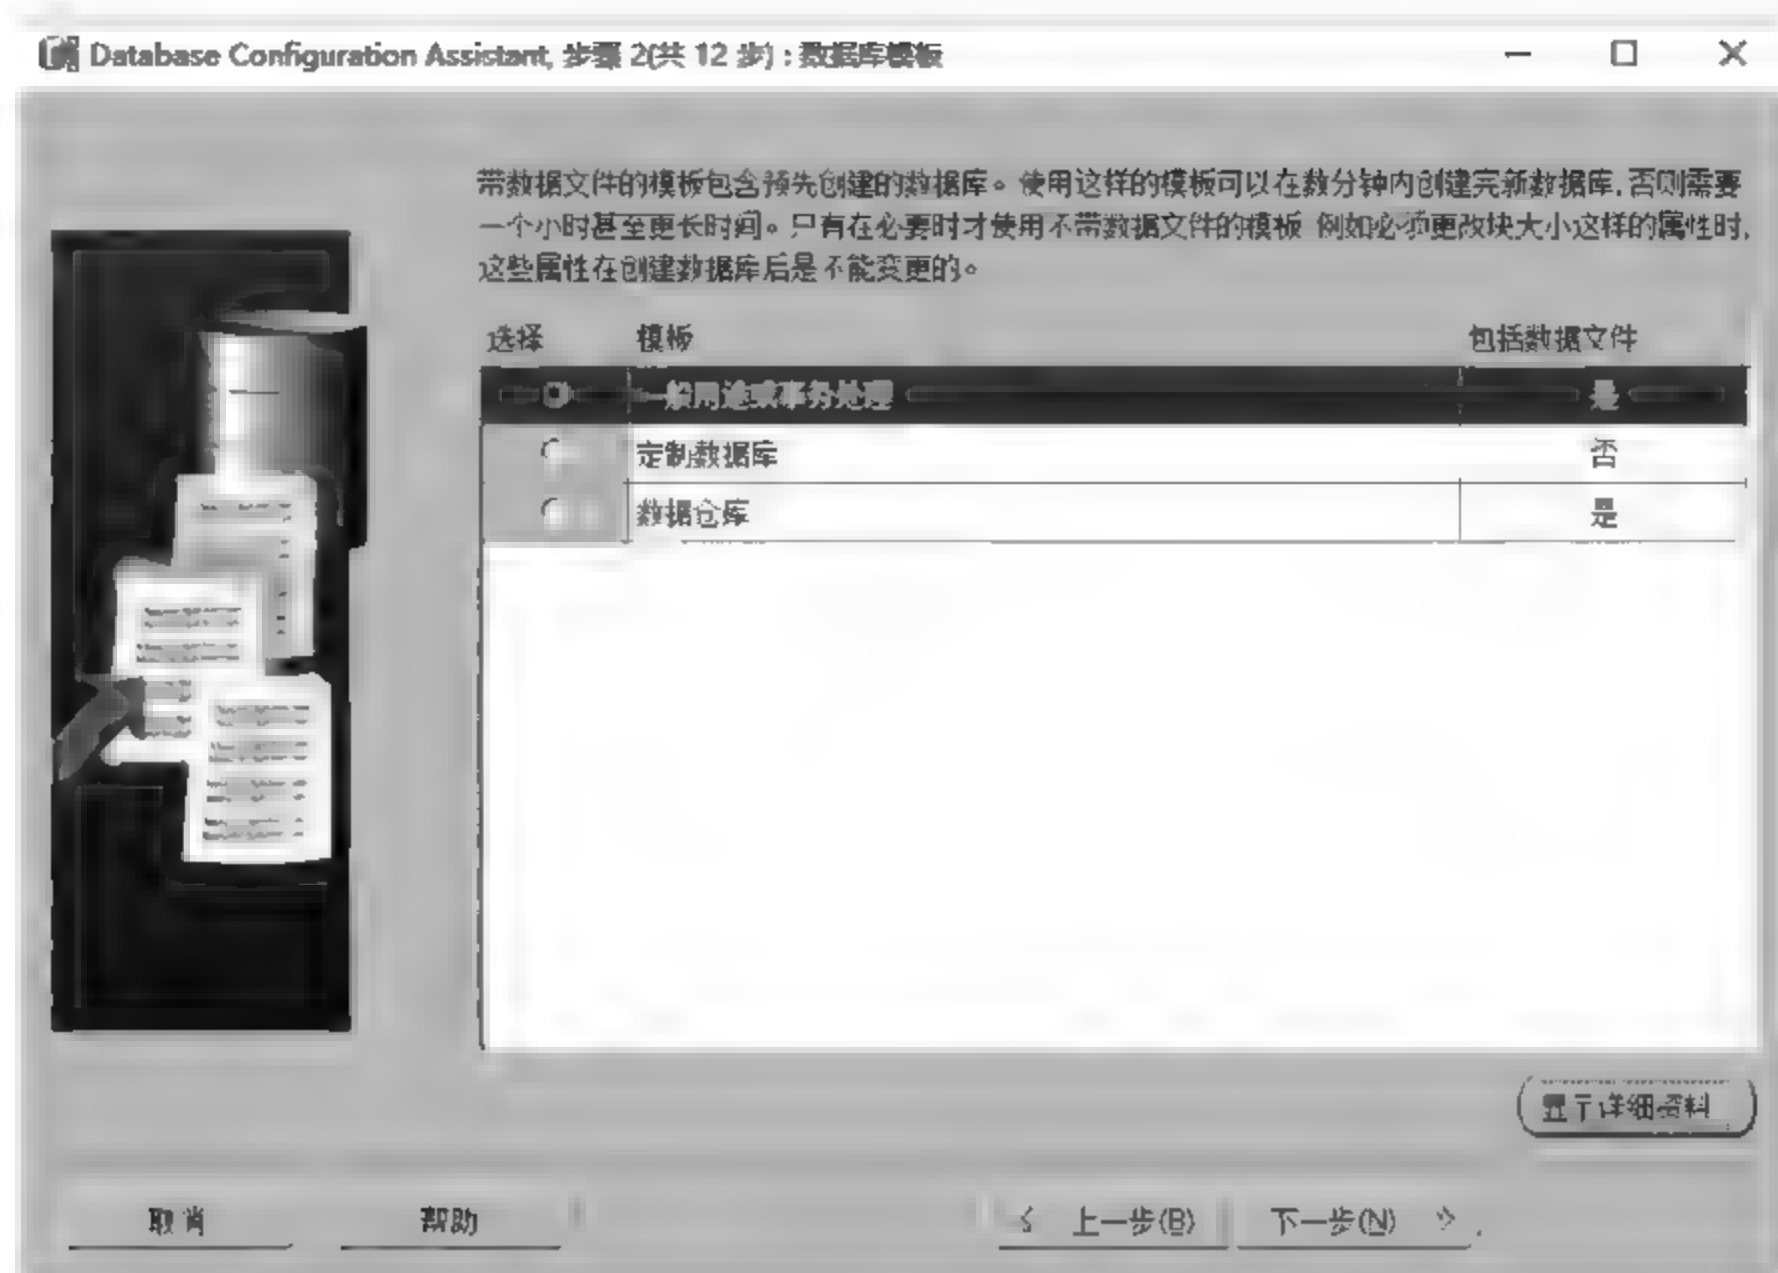 Database Configuration Assistant, 步骤 2(共 12 步) : 数据库模板
带数据文件的模板包含预先创建的数据库。使用这样的模板可以在数分钟内创建完新数据库, 否则需要
一个小时甚至更长时间。只有在必要时才使用不带数据文件的模板 例如必须更改块大小这样的属性时,
这些属性在创建数据库后是不能变更的。
选择 模板 包括数据文件
一般用途或事务处理 是
定制数据库 否
数据仓库 是
显示详细资料
取消 帮助 上一步(B) 下一步(N)